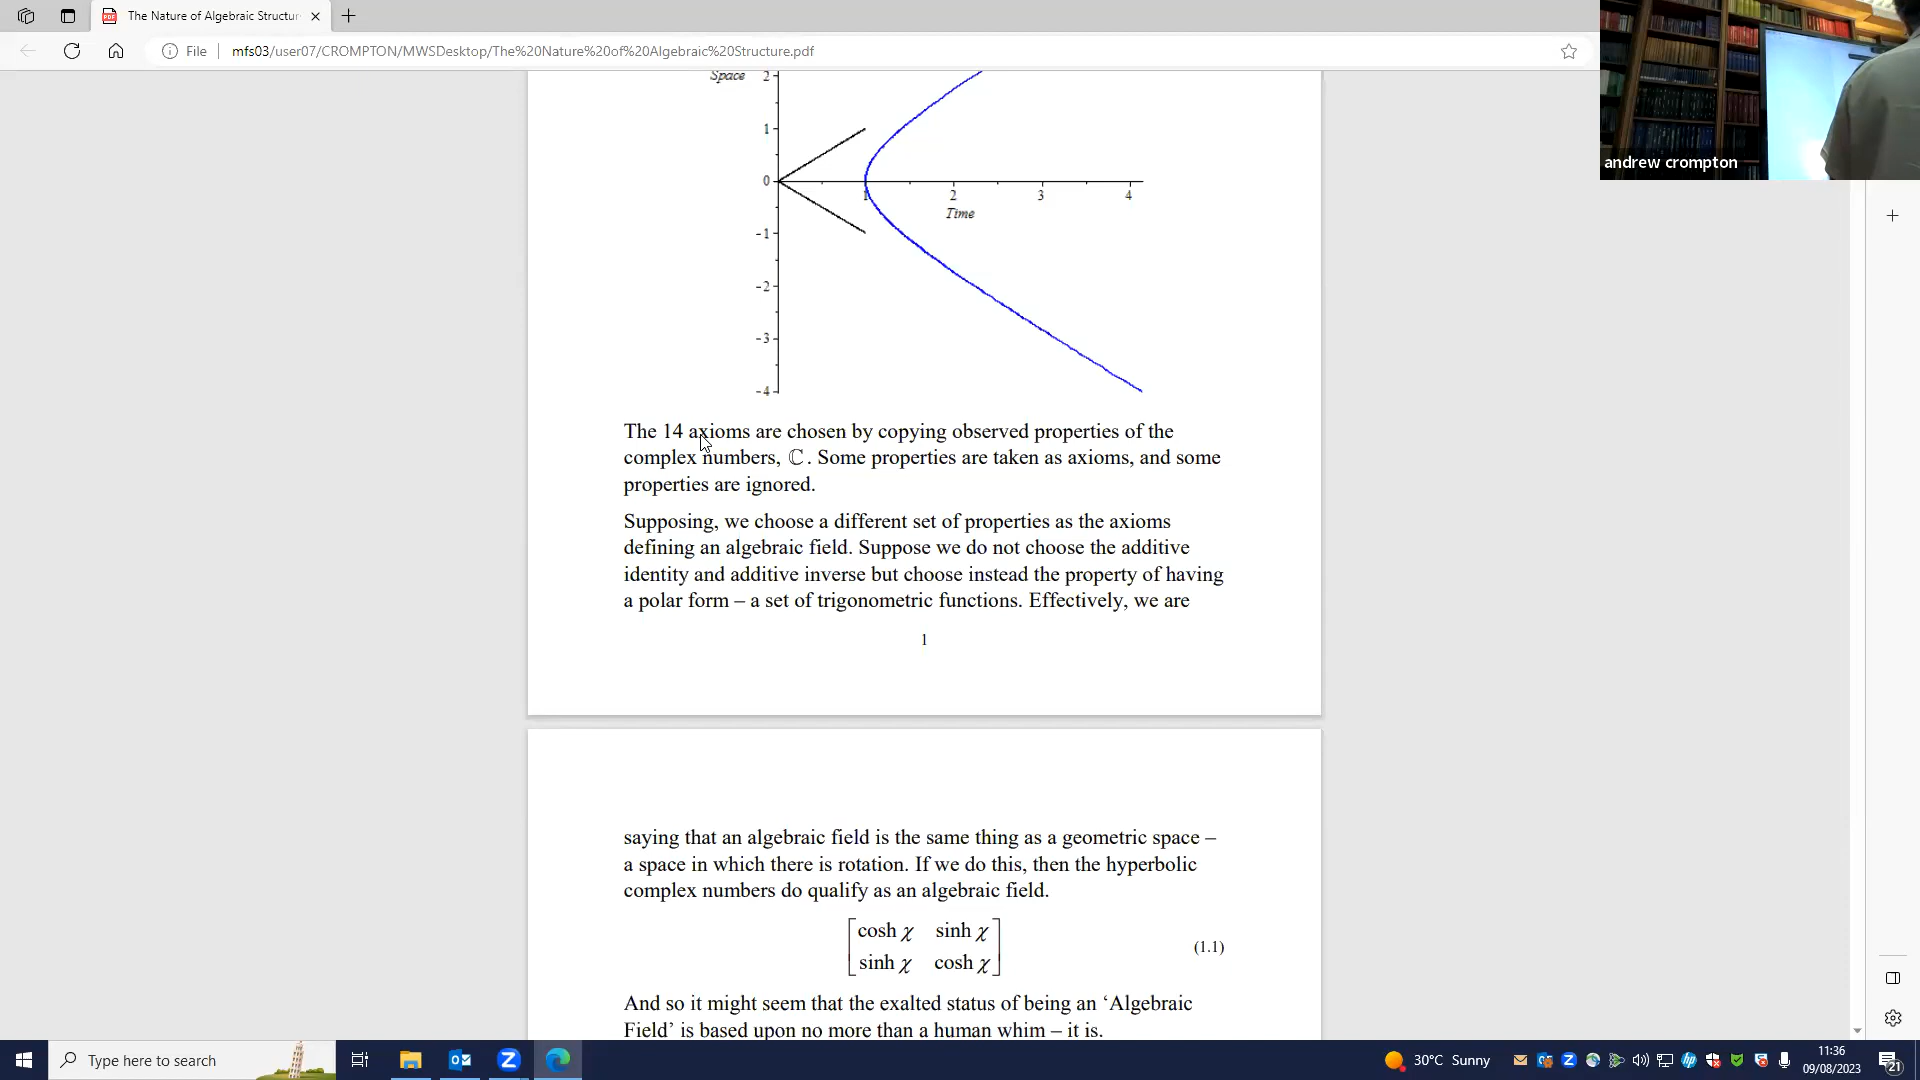 The Nature of Algebraic Structur
File
mfs03/user07/CROMPTON/MWSDesktop/The%20Nature%20of%20Algebraic%20Structure.pdf
andrew crompton
Space
2
1
0
-1
-2
-3
-4
1
2
3
4
Time
The 14 axioms are chosen by copying observed properties of the
complex numbers, ℂ. Some properties are taken as axioms, and some
properties are ignored.
Supposing, we choose a different set of properties as the axioms
defining an algebraic field. Suppose we do not choose the additive
identity and additive inverse but choose instead the property of having
a polar form – a set of trigonometric functions. Effectively, we are
1
saying that an algebraic field is the same thing as a geometric space –
a space in which there is rotation. If we do this, then the hyperbolic
complex numbers do qualify as an algebraic field.
cosh χ sinh χ
sinh χ cosh χ
(1.1)
And so it might seem that the exalted status of being an ‘Algebraic
Field’ is based upon no more than a human whim – it is.
Type here to search
30°C Sunny
11:36
09/08/2023
21